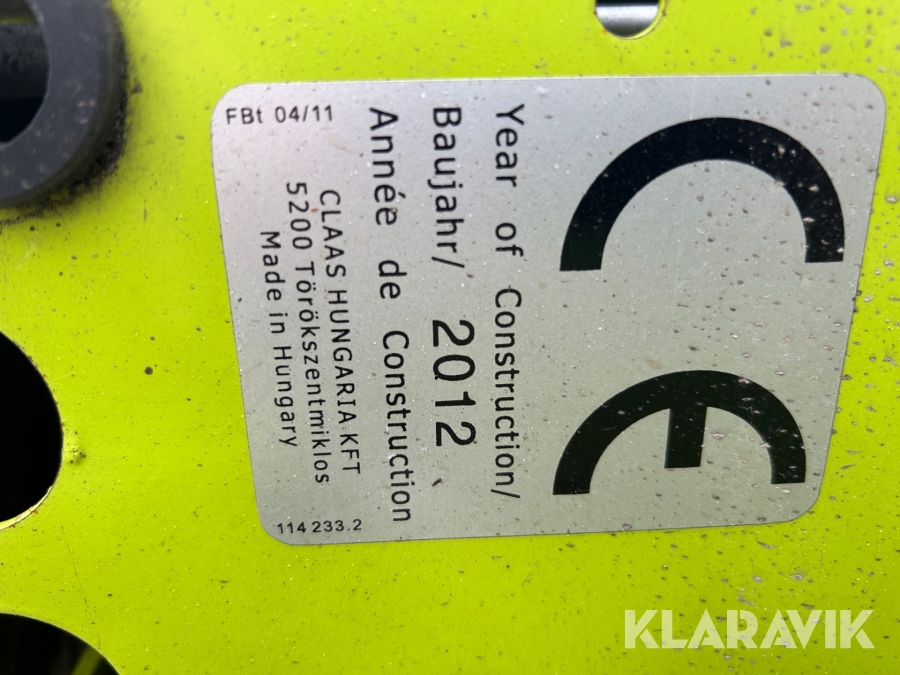 CE
Year of Construction/
Baujahr/ 2012
Année de Construction
CLAAS HUNGARIA KFT
5200 Törökszentmiklos
Made in Hungary
FBt 04/11
114 233.2
KLARAVIK